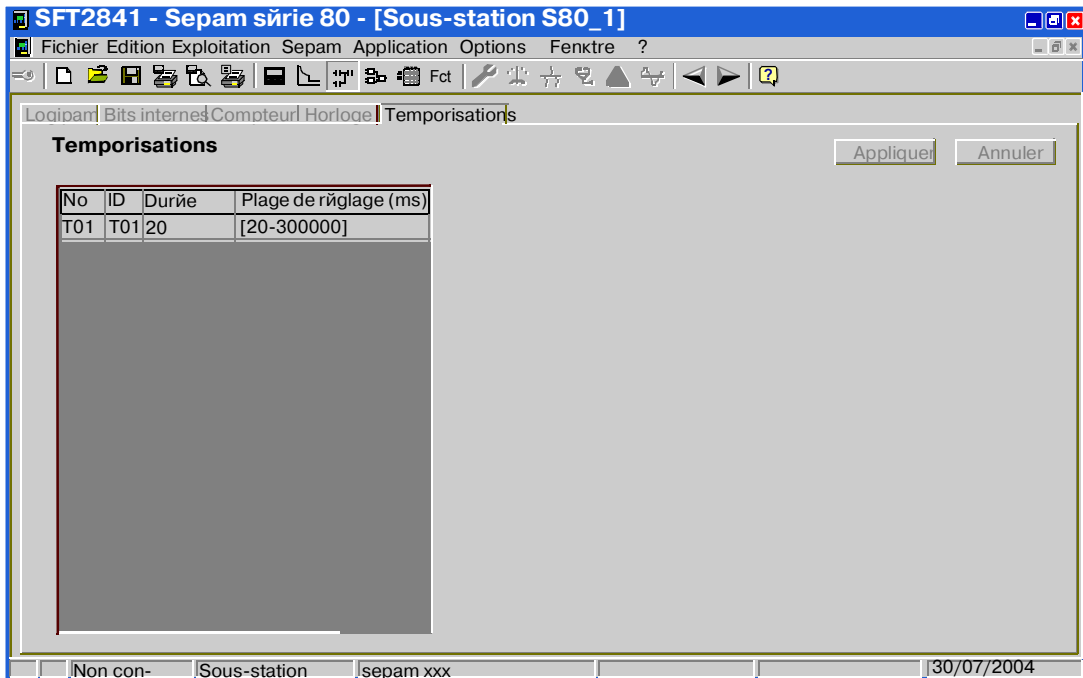 SFT2841 - Sepam sйrie 80 - [Sous-station S80_1]
Fichier Edition Exploitation Sepam Application Options Fenкtre ?
Fct
Logipam Bits internes Compteur Horloge Temporisations
Temporisations
Appliquer Annuler
No ID Durйe Plage de rйglage (ms)
T01 T01 20 [20-300000]
Non con- Sous-station sepam xxx 30/07/2004